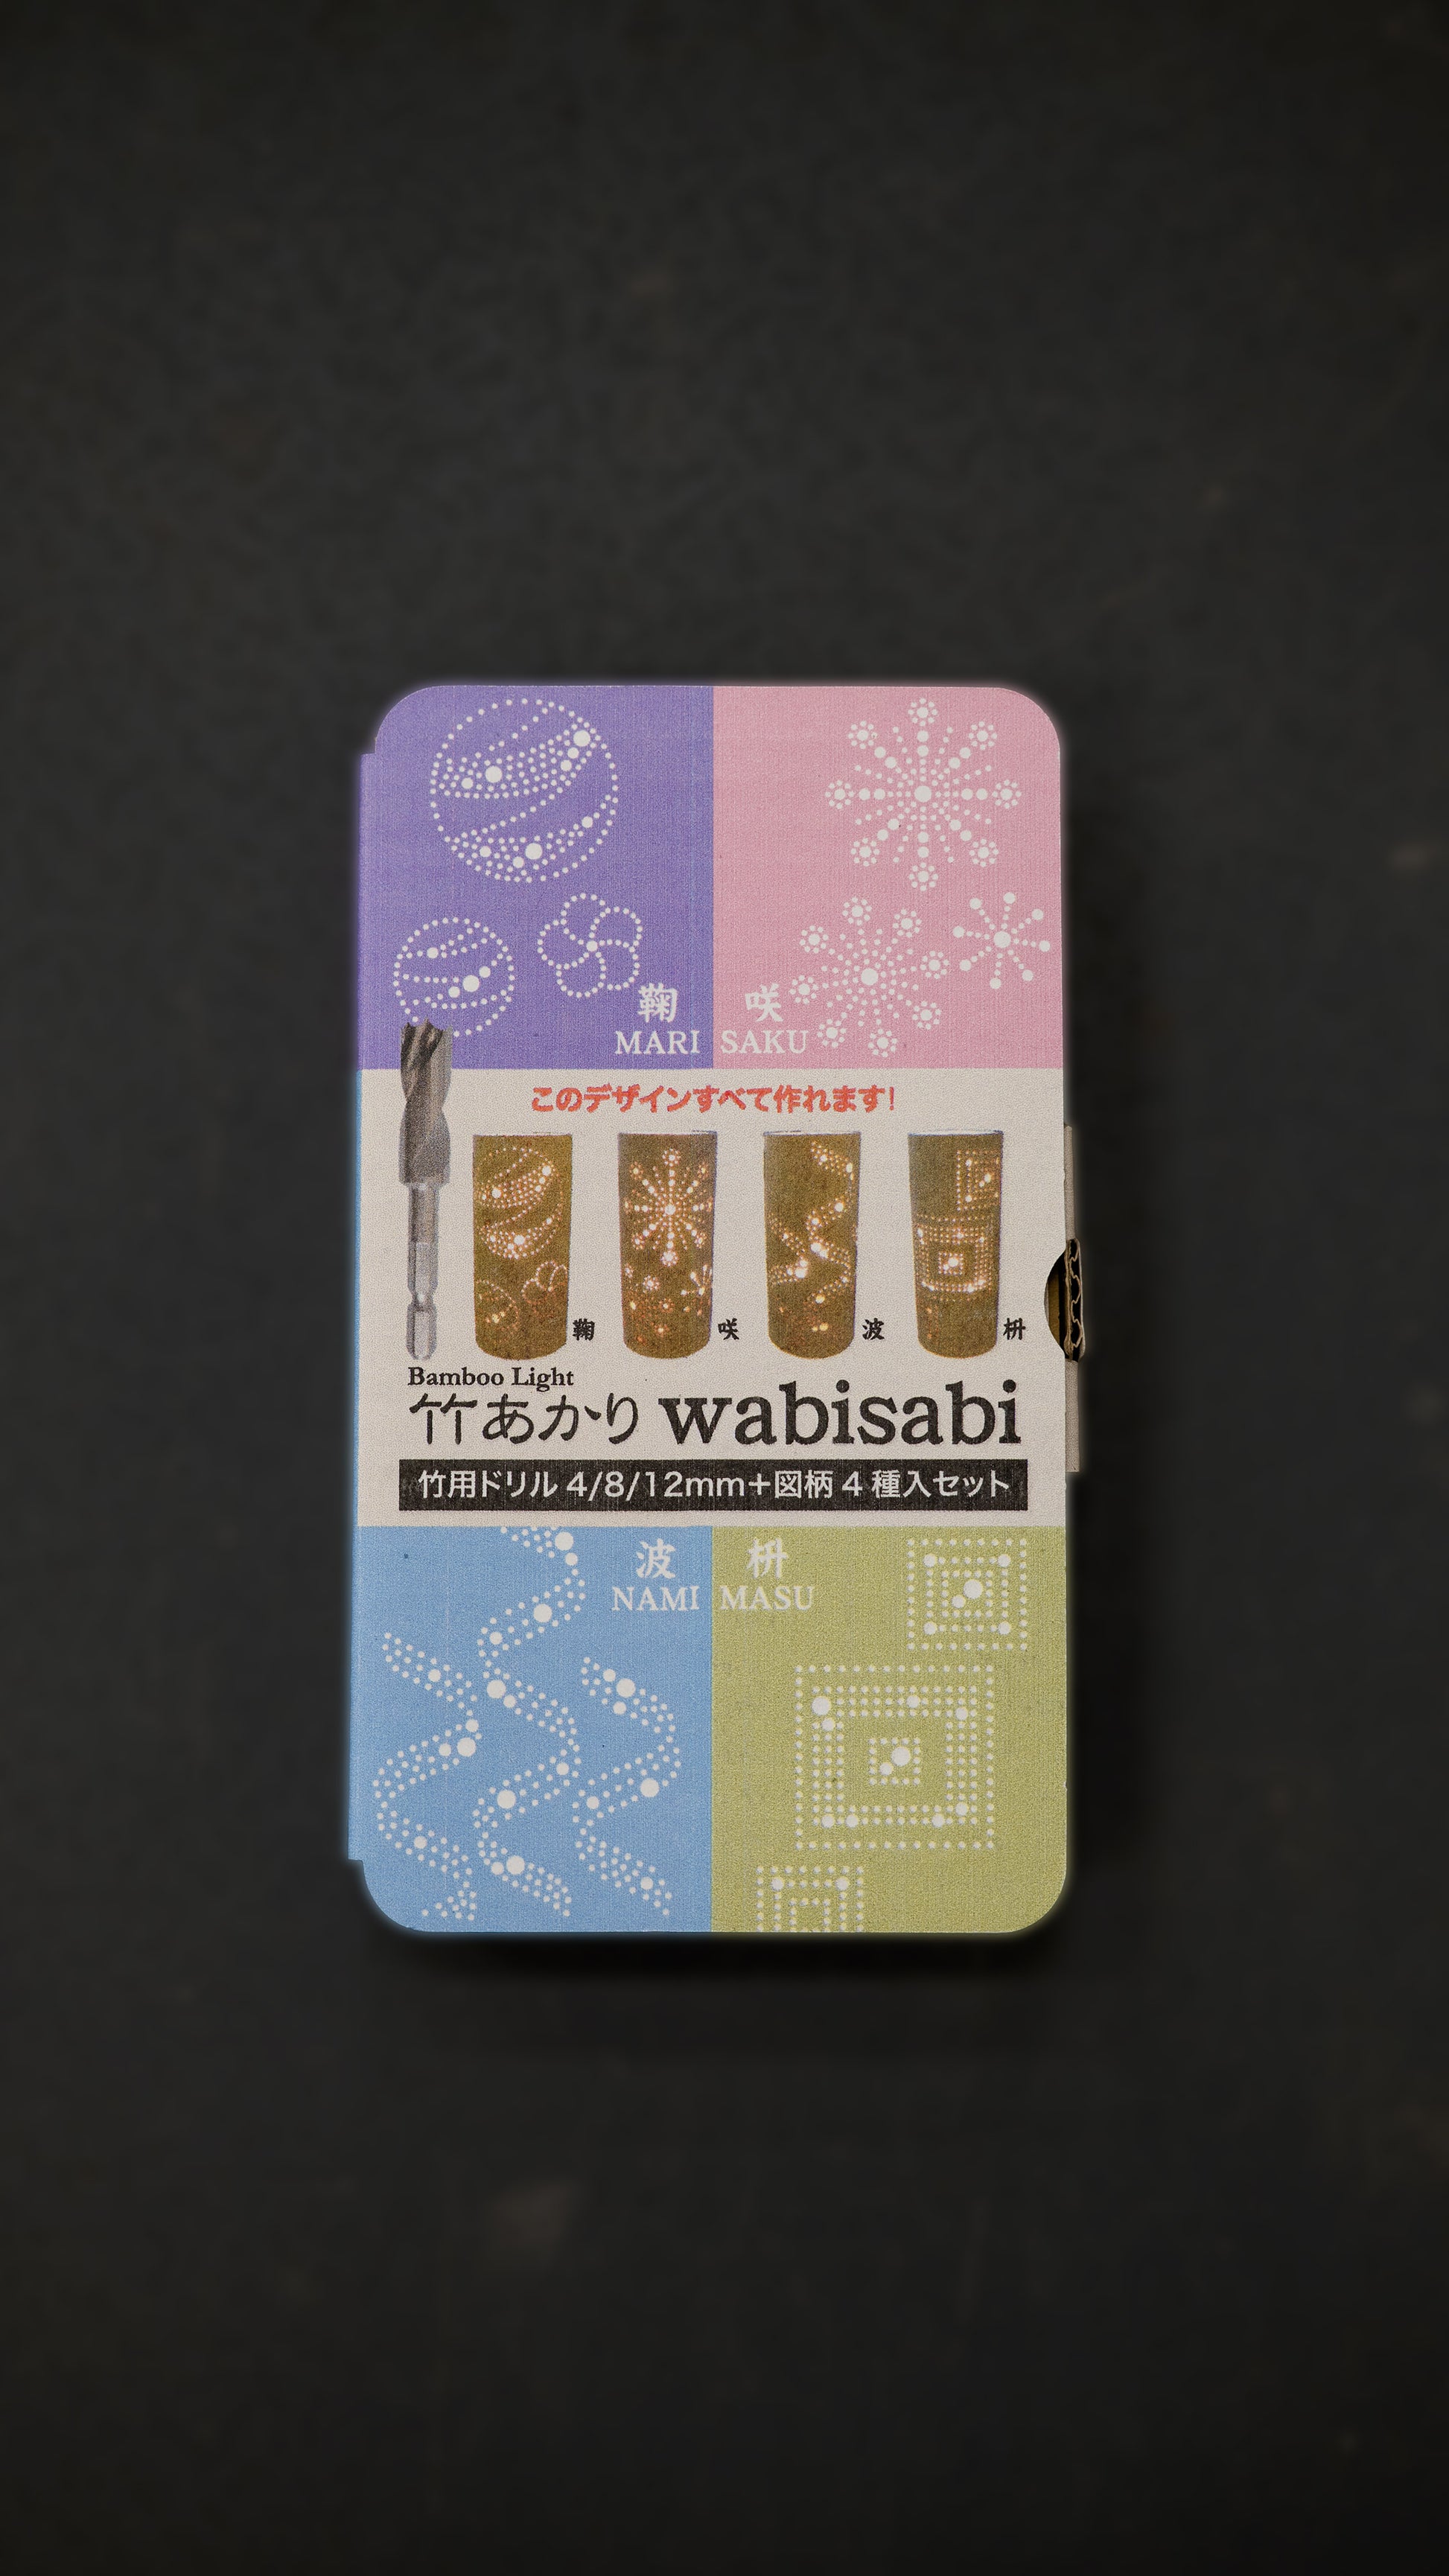 鞠 咲
MARI SAKU
このデザインすべて作れます!
鞠 咲 波 枡
Bamboo Light
竹あかり wabisabi
竹用ドリル 4/8/12mm+図柄 4 種入セット
波 枡
NAMI MASU